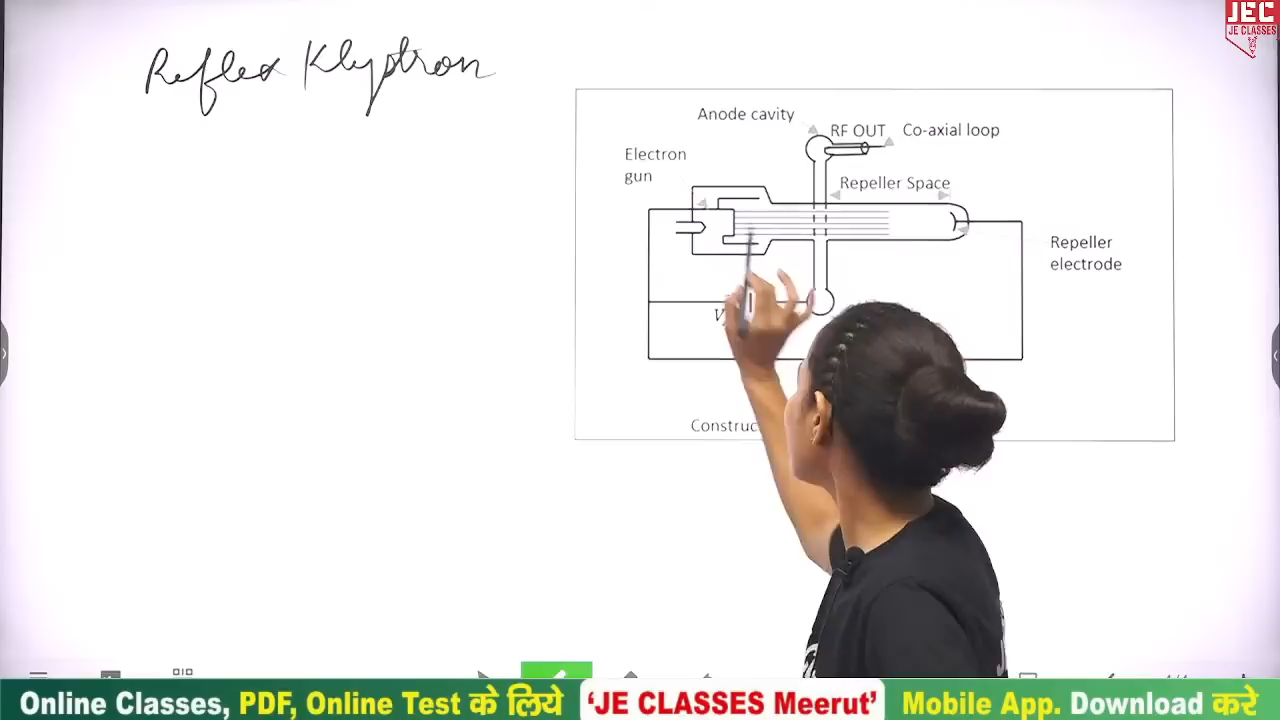 JEC
JE CLASSES
Reflex Klystron
Anode cavity
RF OUT
Co-axial loop
Electron
gun
Repeller Space
Repeller
electrode
V
Online Classes, PDF, Online Test के लिये 'JE CLASSES Meerut' Mobile App. Download करे